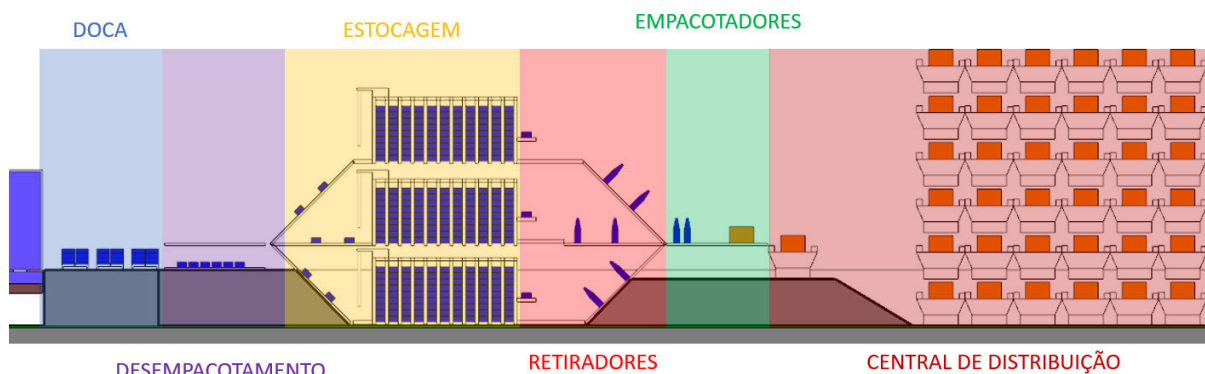 DOCA
ESTOCAGEM
EMPACOTADORES
DESEMPACOTAMENTO
RETIRADORES
CENTRAL DE DISTRIBUIÇÃO